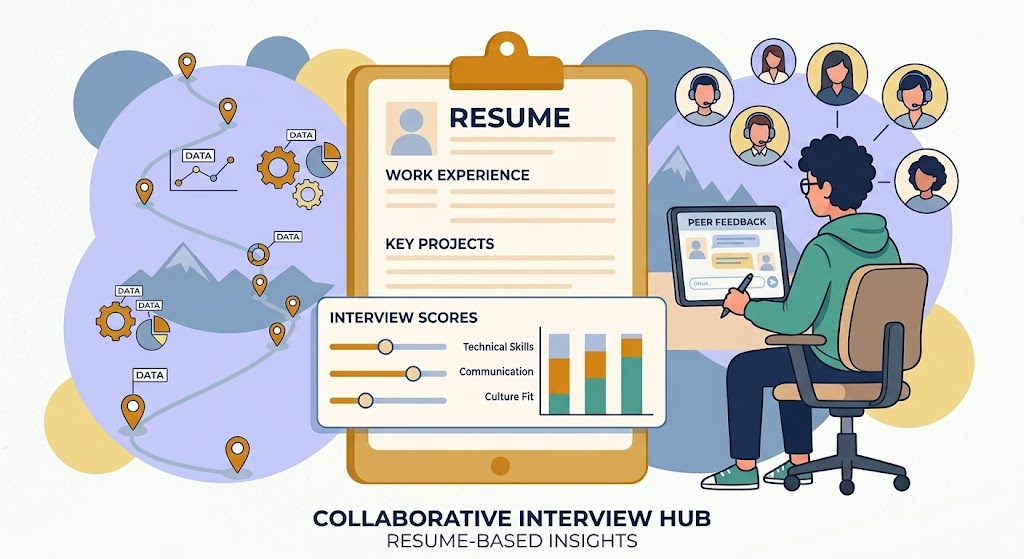 DATA
DATA
DATA
DATA
DATA
DATA
RESUME
WORK EXPERIENCE
KEY PROJECTS
INTERVIEW SCORES
Technical Skills
Communication
Culture Fit
PEER FEEDBACK
COLLABORATIVE INTERVIEW HUB
RESUME-BASED INSIGHTS